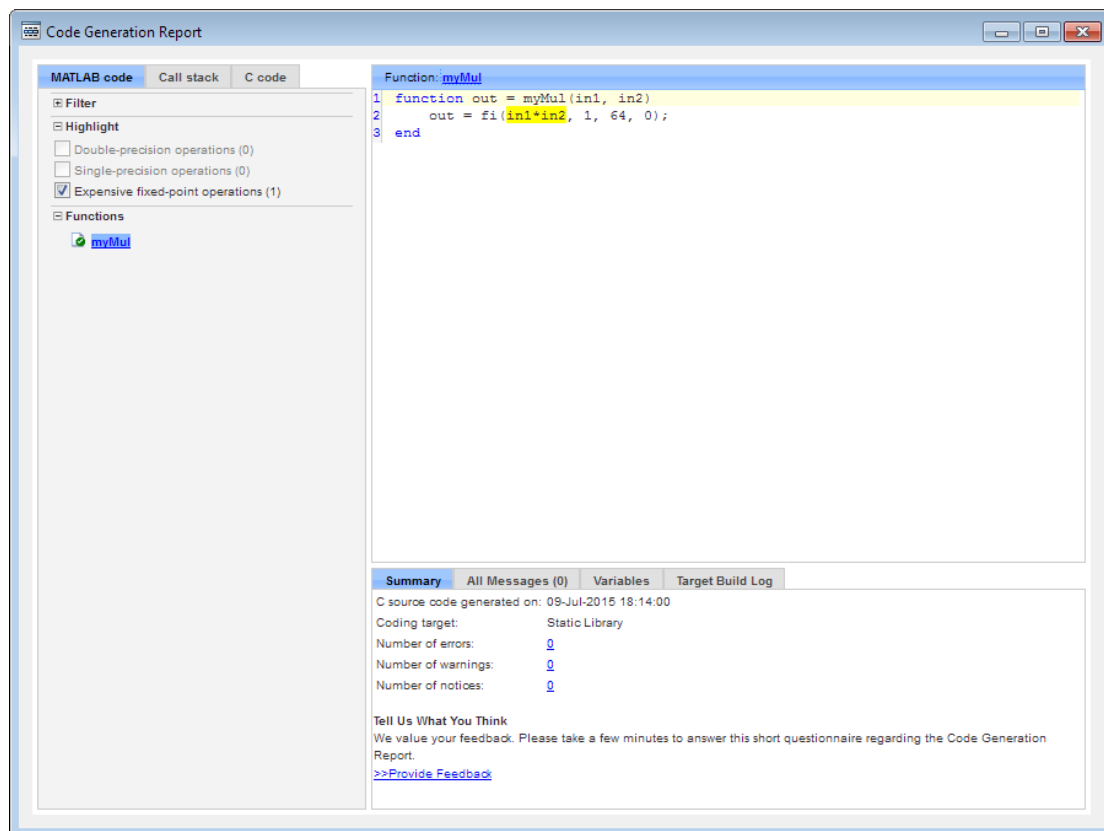 Code Generation Report
MATLAB code Call stack C code
Filter
Highlight
Double-precision operations (0)
Single-precision operations (0)
Expensive fixed-point operations (1)
Functions
myMul
Function: myMul
1 function out = myMul(in1, in2)
2 out = fi(in1*in2, 1, 64, 0);
3 end
Summary All Messages (0) Variables Target Build Log
C source code generated on: 09-Jul-2015 18:14:00
Coding target: Static Library
Number of errors: 0
Number of warnings: 0
Number of notices: 0
Tell Us What You Think
We value your feedback. Please take a few minutes to answer this short questionnaire regarding the Code Generation
Report.
>>Provide Feedback